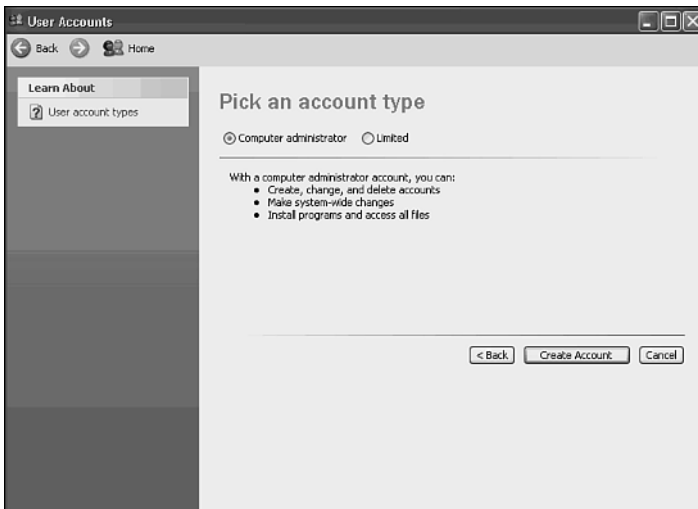 User Accounts
Back Home
Learn About
User account types
Pick an account type
Computer administrator Limited
With a computer administrator account, you can:
• Create, change, and delete accounts
• Make system-wide changes
• Install programs and access all files
< Back Create Account Cancel